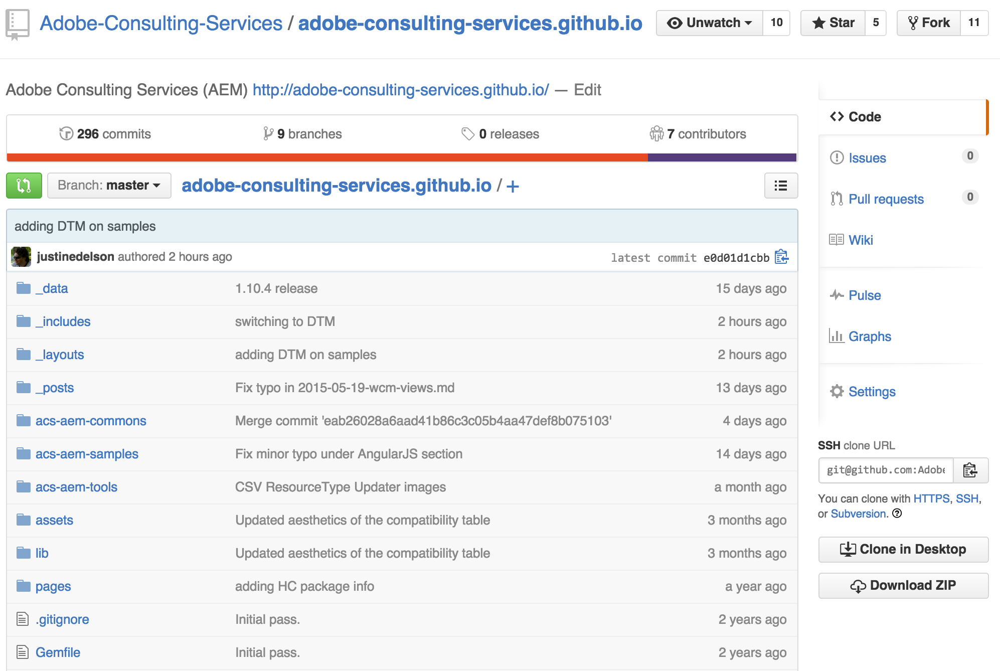 Adobe-Consulting-Services / adobe-consulting-services.github.io Unwatch 10 Star 5 Fork 11
Adobe Consulting Services (AEM) http://adobe-consulting-services.github.io/ — Edit
296 commits 9 branches 0 releases 7 contributors
Branch: master adobe-consulting-services.github.io / +
adding DTM on samples
justinedelson authored 2 hours ago latest commit e0d01d1cbb
_data 1.10.4 release 15 days ago
_includes switching to DTM 2 hours ago
_layouts adding DTM on samples 2 hours ago
_posts Fix typo in 2015-05-19-wcm-views.md 13 days ago
acs-aem-commons Merge commit 'eab26028a6aad41b86c3c05b4aa47def8b075103' 4 days ago
acs-aem-samples Fix minor typo under AngularJS section 14 days ago
acs-aem-tools CSV ResourceType Updater images a month ago
assets Updated aesthetics of the compatibility table 3 months ago
lib Updated aesthetics of the compatibility table 3 months ago
pages adding HC package info a year ago
.gitignore Initial pass. 2 years ago
Gemfile Initial pass. 2 years ago
Code
Issues 0
Pull requests 0
Wiki
Pulse
Graphs
Settings
SSH clone URL
git@github.com:Adobe
You can clone with HTTPS, SSH,
or Subversion.
Clone in Desktop
Download ZIP